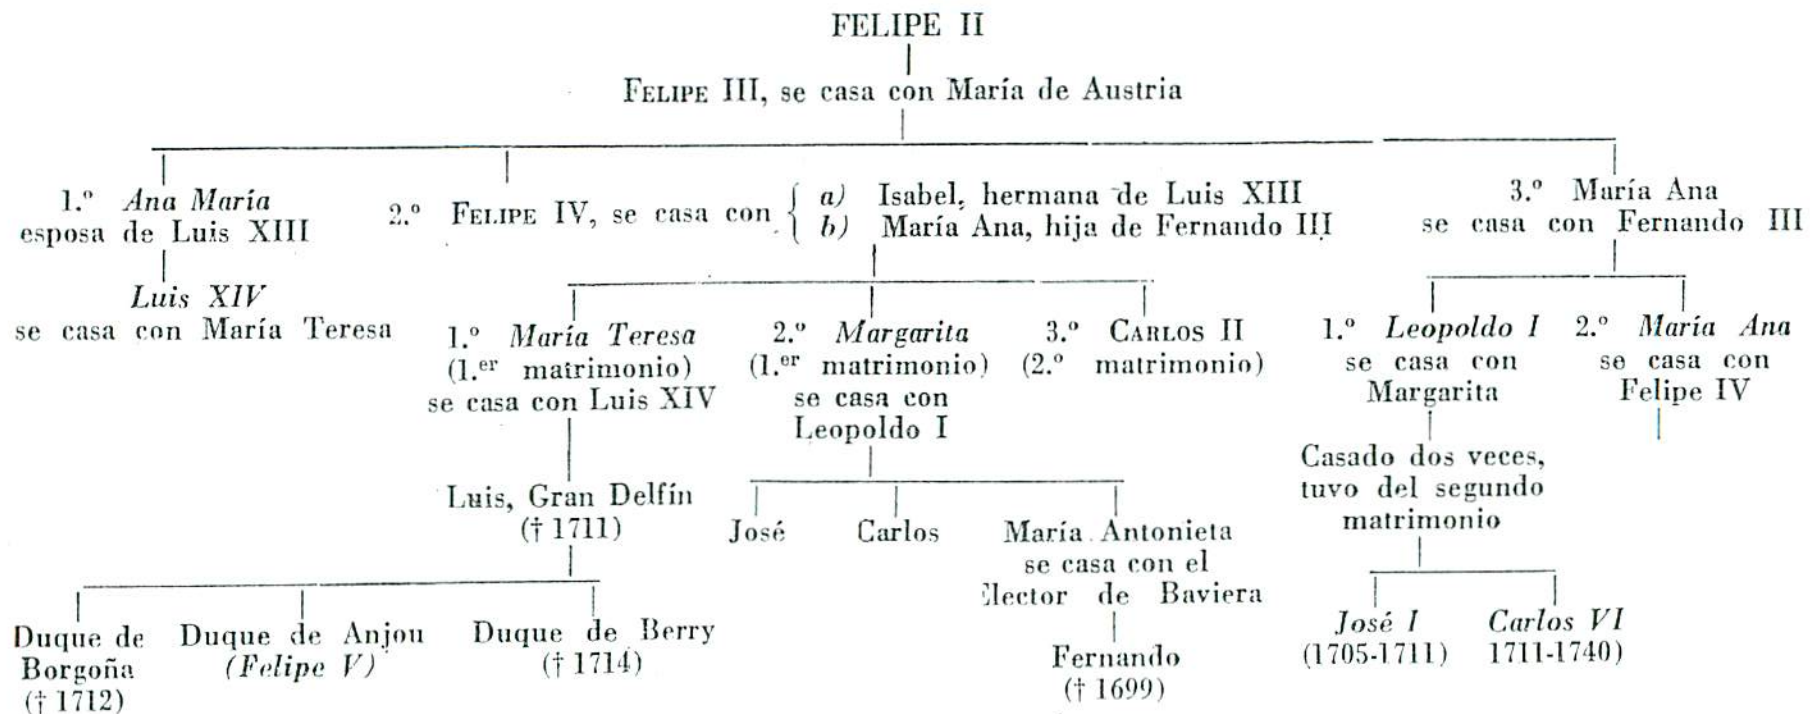 FELIPE II
FELIPE III, se casa con María de Austria
1.º Ana María
esposa de Luis XIII
Luis XIV
se casa con María Teresa
2.º FELIPE IV, se casa con
a) Isabel, hermana de Luis XIII
b) María Ana, hija de Fernando III
3.º María Ana
se casa con Fernando III
1.º María Teresa
(1.er matrimonio)
se casa con Luis XIV
2.º Margarita
(1.er matrimonio)
se casa con
Leopoldo I
3.º CARLOS II
(2.º matrimonio)
1.º Leopoldo I
se casa con
Margarita
2.º María Ana
se casa con
Felipe IV
Casado dos veces,
tuvo del segundo
matrimonio
Luis, Gran Delfín
(† 1711)
José
Carlos
María Antonieta
se casa con el
Elector de Baviera
Duque de
Borgoña
(† 1712)
Duque de Anjou
(Felipe V)
Duque de Berry
(† 1714)
Fernando
(† 1699)
José I
(1705-1711)
Carlos VI
1711-1740)